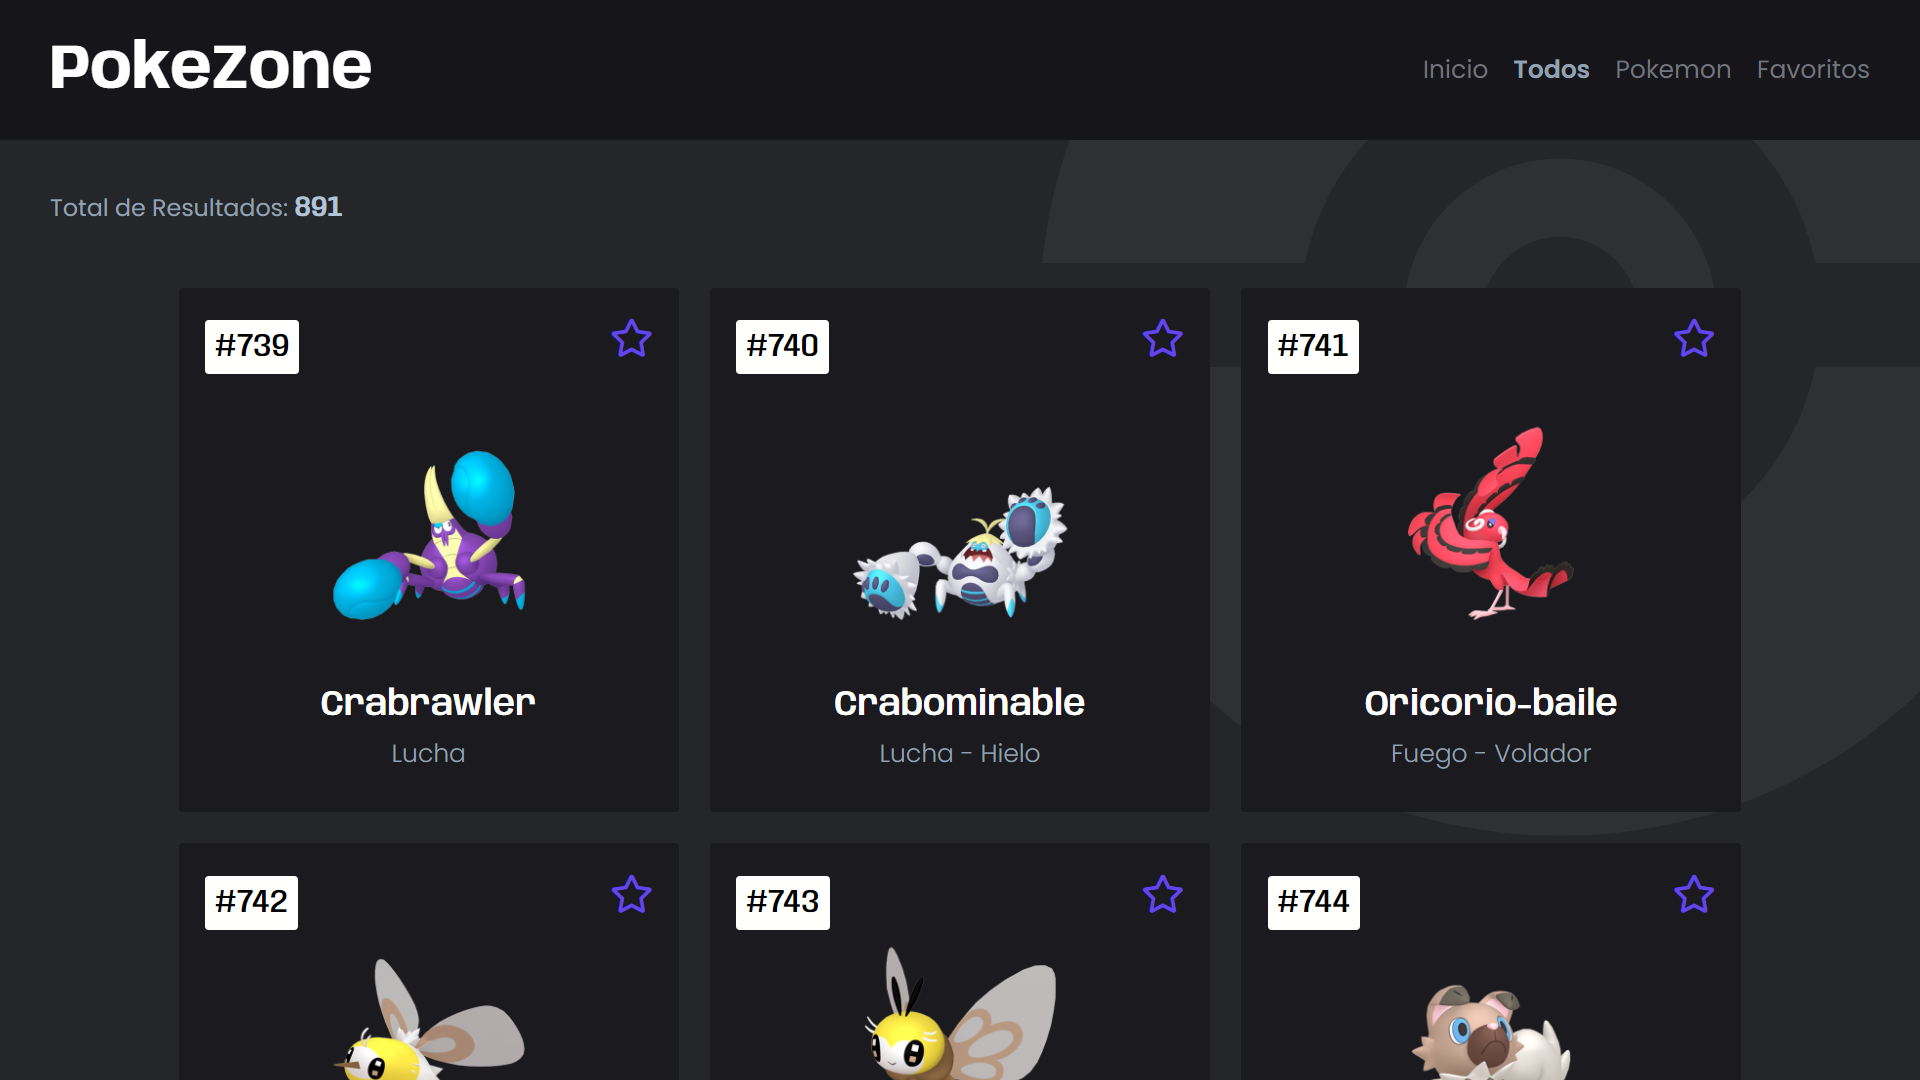 PokeZone
Inicio Todos Pokemon Favoritos
Total de Resultados: 891
#739
#740
#741
Crabrawler
Crabominable
Oricorio-baile
Lucha
Lucha - Hielo
Fuego - Volador
#742
#743
#744